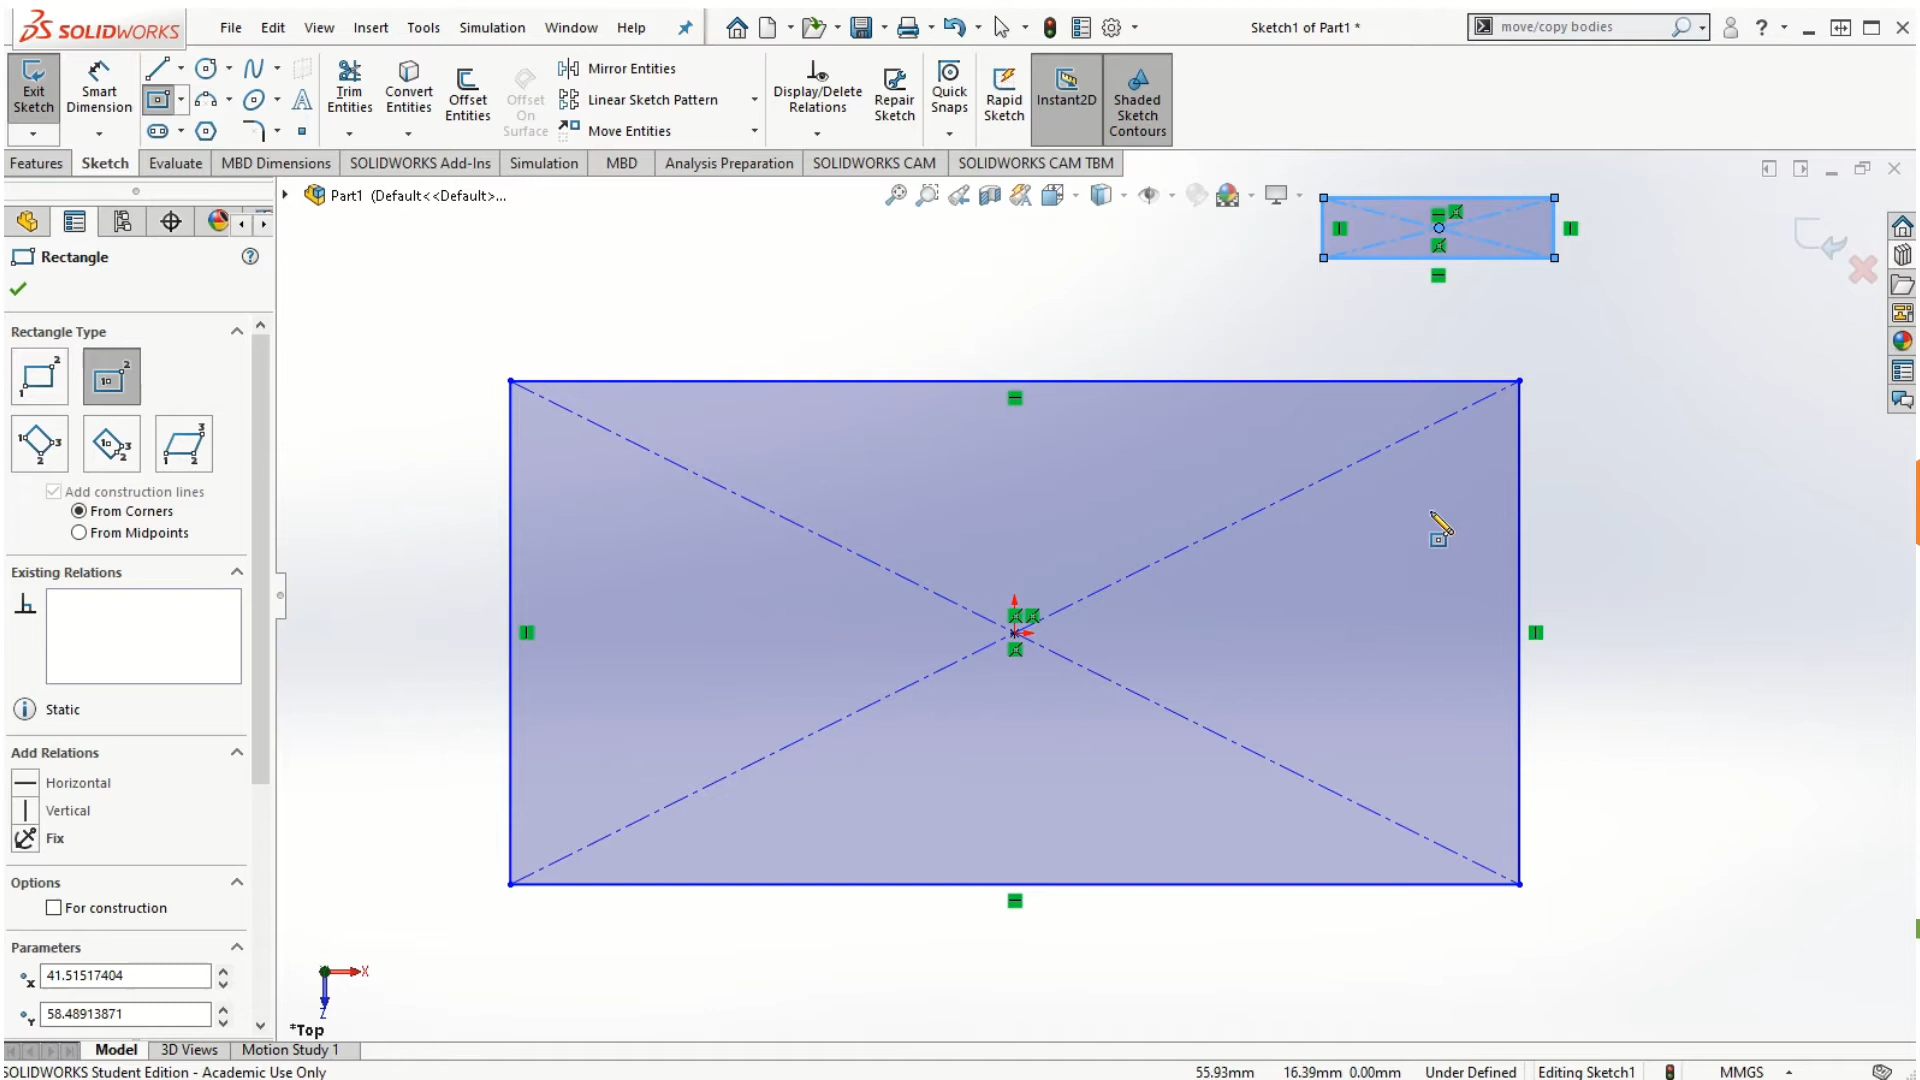 SOLIDWORKS File Edit View Insert Tools Simulation Window Help Sketch1 of Part1 * move/copy bodies ?
Exit Sketch
Smart Dimension
Trim Entities
Convert Entities
Offset Entities
Offset On Surface
Mirror Entities
Linear Sketch Pattern
Move Entities
Display/Delete Relations
Repair Sketch
Quick Snaps
Rapid Sketch
Instant2D
Shaded Sketch Contours
Features Sketch Evaluate MBD Dimensions SOLIDWORKS Add-Ins Simulation MBD Analysis Preparation SOLIDWORKS CAM SOLIDWORKS CAM TBM
Part1 (Default<<Default>...
Rectangle ?
Rectangle Type
Add construction lines
From Corners
From Midpoints
Existing Relations
Static
Add Relations
Horizontal
Vertical
Fix
Options
For construction
Parameters
X 41.51517404
Y 58.48913871
X
Z
*Top
Model 3D Views Motion Study 1
SOLIDWORKS Student Edition - Academic Use Only 55.93mm 16.39mm 0.00mm Under Defined Editing Sketch1 MMGS